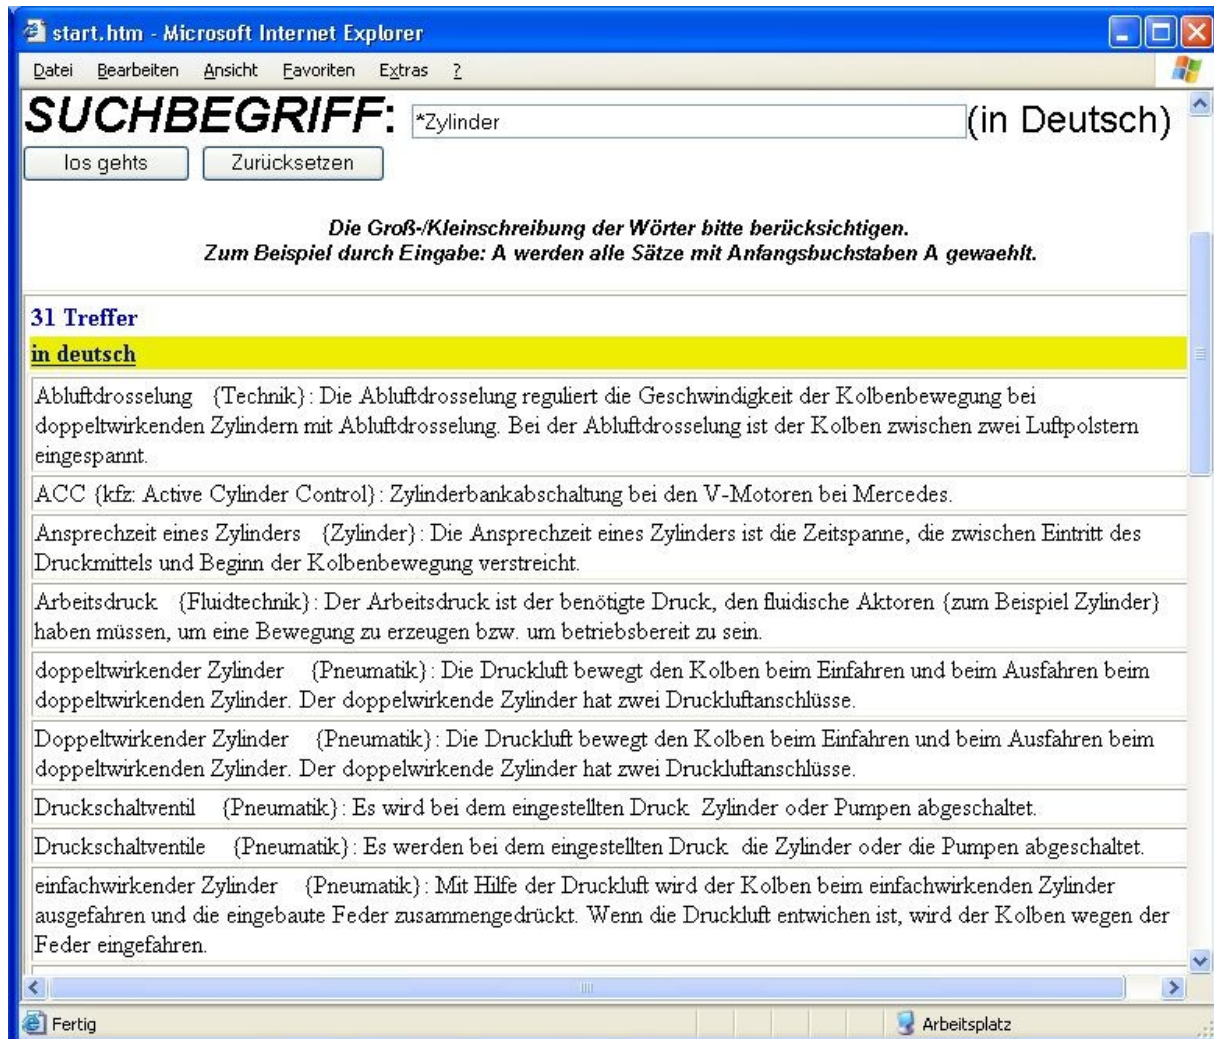 start.htm - Microsoft Internet Explorer
Datei Bearbeiten Ansicht Favoriten Extras ?
SUCHBEGRIFF: *Zylinder (in Deutsch)
los gehts Zurücksetzen
Die Groß-/Kleinschreibung der Wörter bitte berücksichtigen.
Zum Beispiel durch Eingabe: A werden alle Sätze mit Anfangsbuchstaben A gewaehlt.
31 Treffer
in deutsch
Abluftdrosselung {Technik}: Die Abluftdrosselung reguliert die Geschwindigkeit der Kolbenbewegung bei
doppeltwirkenden Zylindern mit Abluftdrosselung. Bei der Abluftdrosselung ist der Kolben zwischen zwei Luftpolstern
eingespannt.
ACC {kfz: Active Cylinder Control}: Zylinderbankabschaltung bei den V-Motoren bei Mercedes.
Ansprechzeit eines Zylinders {Zylinder}: Die Ansprechzeit eines Zylinders ist die Zeitspanne, die zwischen Eintritt des
Druckmittels und Beginn der Kolbenbewegung verstreicht.
Arbeitsdruck {Fluidtechnik}: Der Arbeitsdruck ist der benötigte Druck, den fluidische Aktoren {zum Beispiel Zylinder}
haben müssen, um eine Bewegung zu erzeugen bzw. um betriebsbereit zu sein.
doppeltwirkender Zylinder {Pneumatik}: Die Druckluft bewegt den Kolben beim Einfahren und beim Ausfahren beim
doppeltwirkenden Zylinder. Der doppelwirkende Zylinder hat zwei Druckluftanschlüsse.
Doppeltwirkender Zylinder {Pneumatik}: Die Druckluft bewegt den Kolben beim Einfahren und beim Ausfahren beim
doppeltwirkenden Zylinder. Der doppelwirkende Zylinder hat zwei Druckluftanschlüsse.
Druckschaltventil {Pneumatik}: Es wird bei dem eingestellten Druck Zylinder oder Pumpen abgeschaltet.
Druckschaltventile {Pneumatik}: Es werden bei dem eingestellten Druck die Zylinder oder die Pumpen abgeschaltet.
einfachwirkender Zylinder {Pneumatik}: Mit Hilfe der Druckluft wird der Kolben beim einfachwirkenden Zylinder
ausgefahren und die eingebaute Feder zusammengedrückt. Wenn die Druckluft entwichen ist, wird der Kolben wegen der
Feder eingefahren.
Fertig Arbeitsplatz